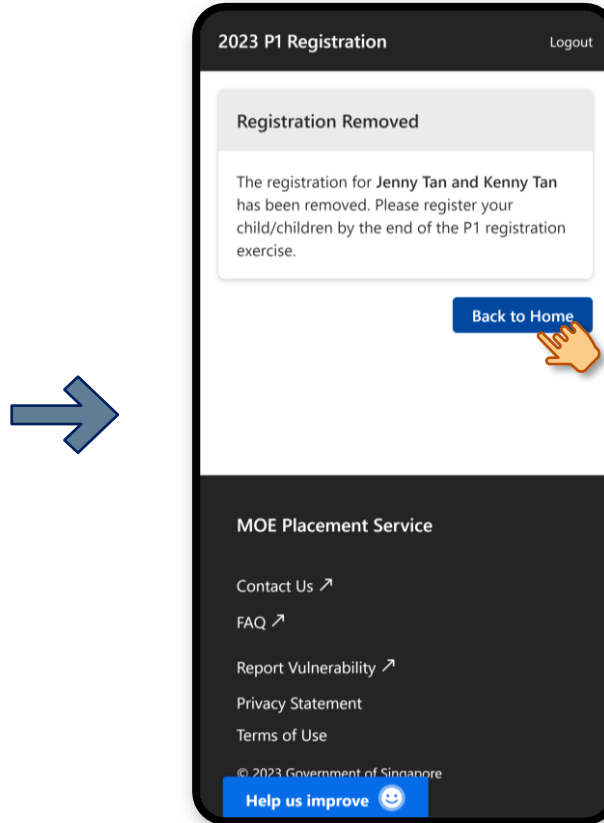 2023 P1 Registration
Logout
Registration Removed
The registration for Jenny Tan and Kenny Tan
has been removed. Please register your
child/children by the end of the P1 registration
exercise.
Back to Home
MOE Placement Service
Contact Us ↗
FAQ ↗
Report Vulnerability ↗
Privacy Statement
Terms of Use
© 2023 Government of Singapore
Help us improve